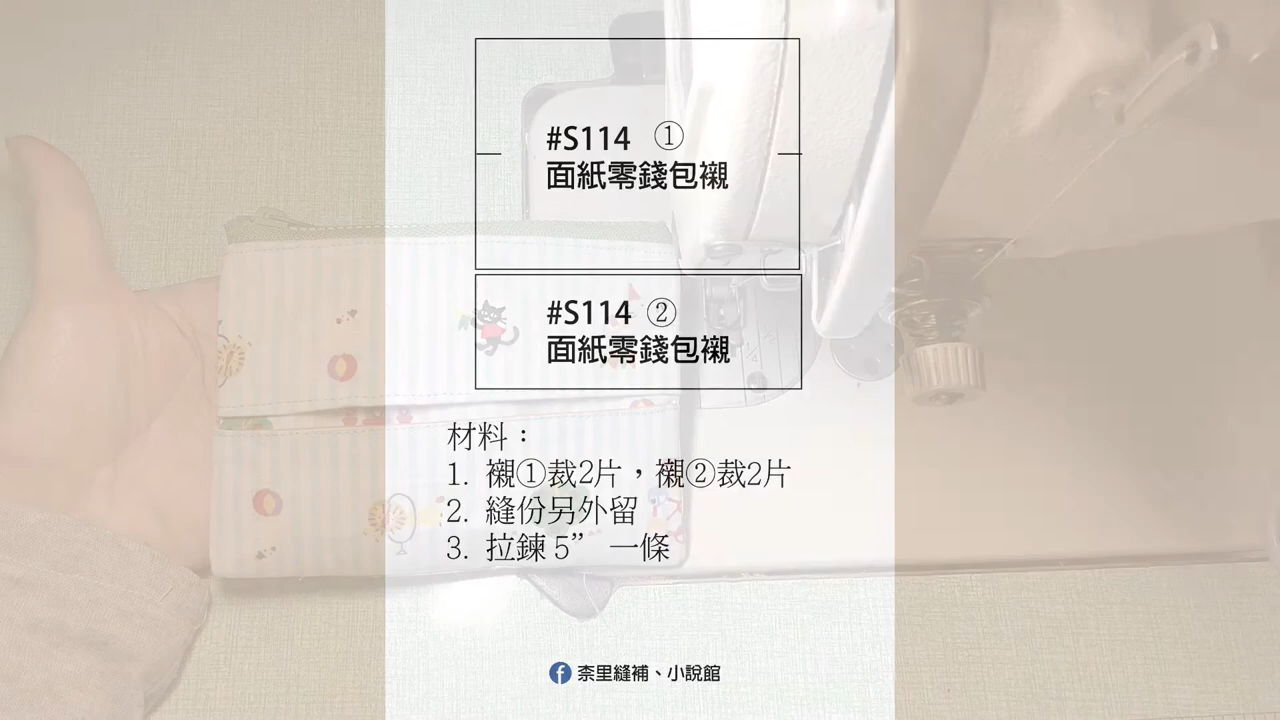 #S114 ①
面紙零錢包襯
#S114 ②
面紙零錢包襯
材料：
1. 襯①裁2片，襯②裁2片
2. 縫份另外留
3. 拉鍊5” 一條
柰里縫補、小說館